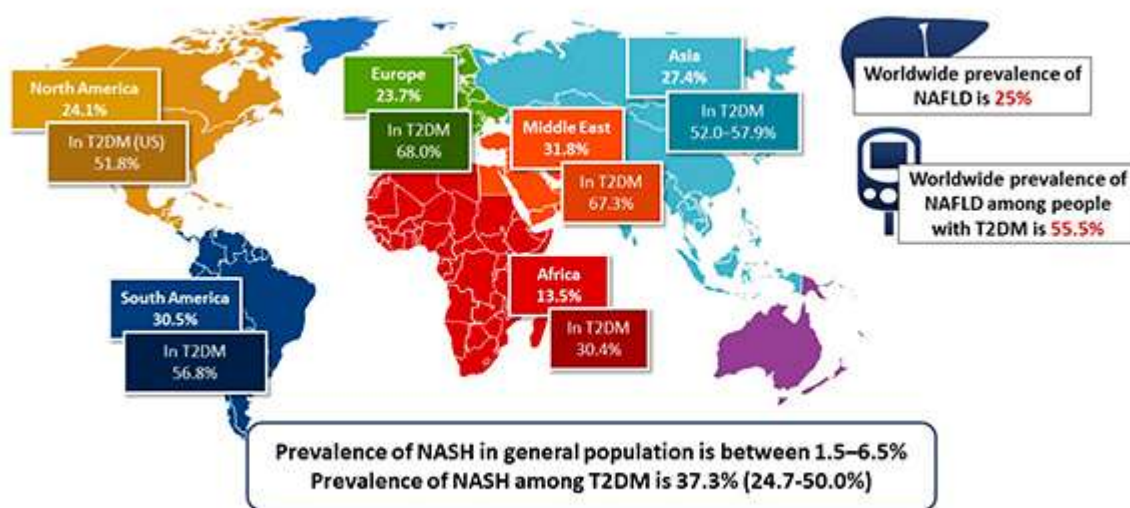 North America
24.1%
In T2DM (US)
51.8%
Europe
23.7%
In T2DM
68.0%
Asia
27.4%
In T2DM
52.0–57.9%
Middle East
31.8%
In T2DM
67.3%
South America
30.5%
In T2DM
56.8%
Africa
13.5%
In T2DM
30.4%
Worldwide prevalence of
NAFLD is 25%
Worldwide prevalence of
NAFLD among people
with T2DM is 55.5%
Prevalence of NASH in general population is between 1.5–6.5%
Prevalence of NASH among T2DM is 37.3% (24.7-50.0%)